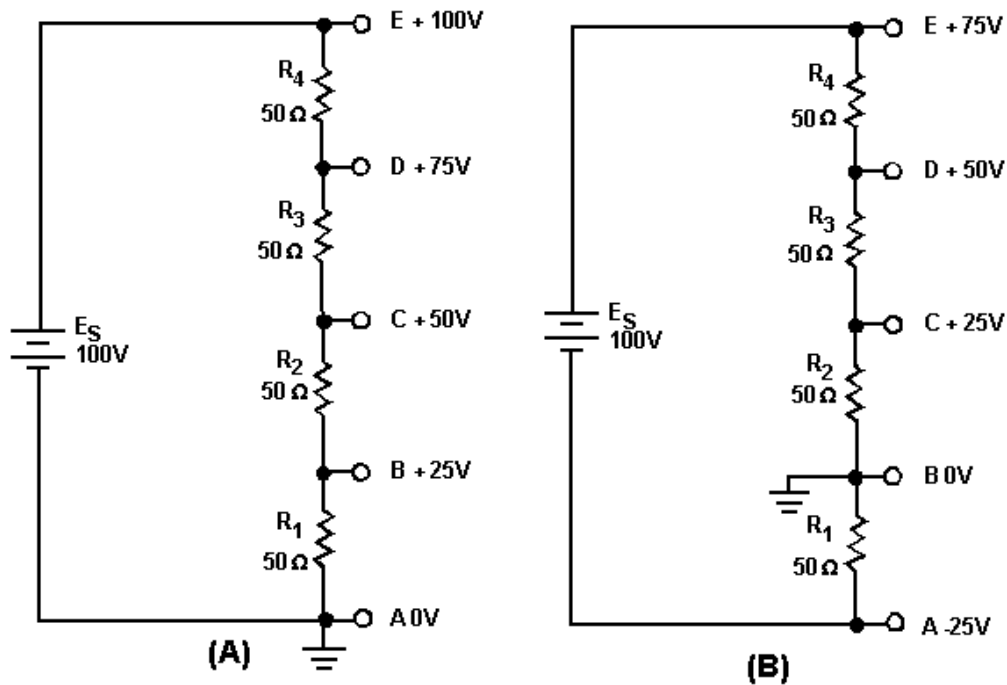 E + 100V
R4
50 Ω
D + 75V
R3
50 Ω
C + 50V
ES
100V
R2
50 Ω
B + 25V
R1
50 Ω
A 0V
(A)
E + 75V
R4
50 Ω
D + 50V
R3
50 Ω
C + 25V
ES
100V
R2
50 Ω
B 0V
R1
50 Ω
A -25V
(B)